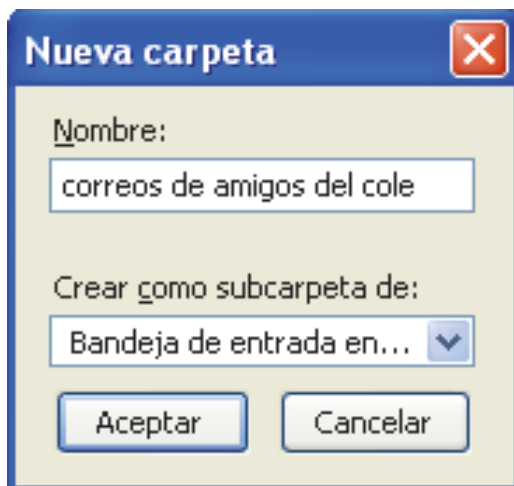 Nueva carpeta
Nombre:
correos de amigos del cole
Crear como subcarpeta de:
Bandeja de entrada en...
Aceptar
Cancelar